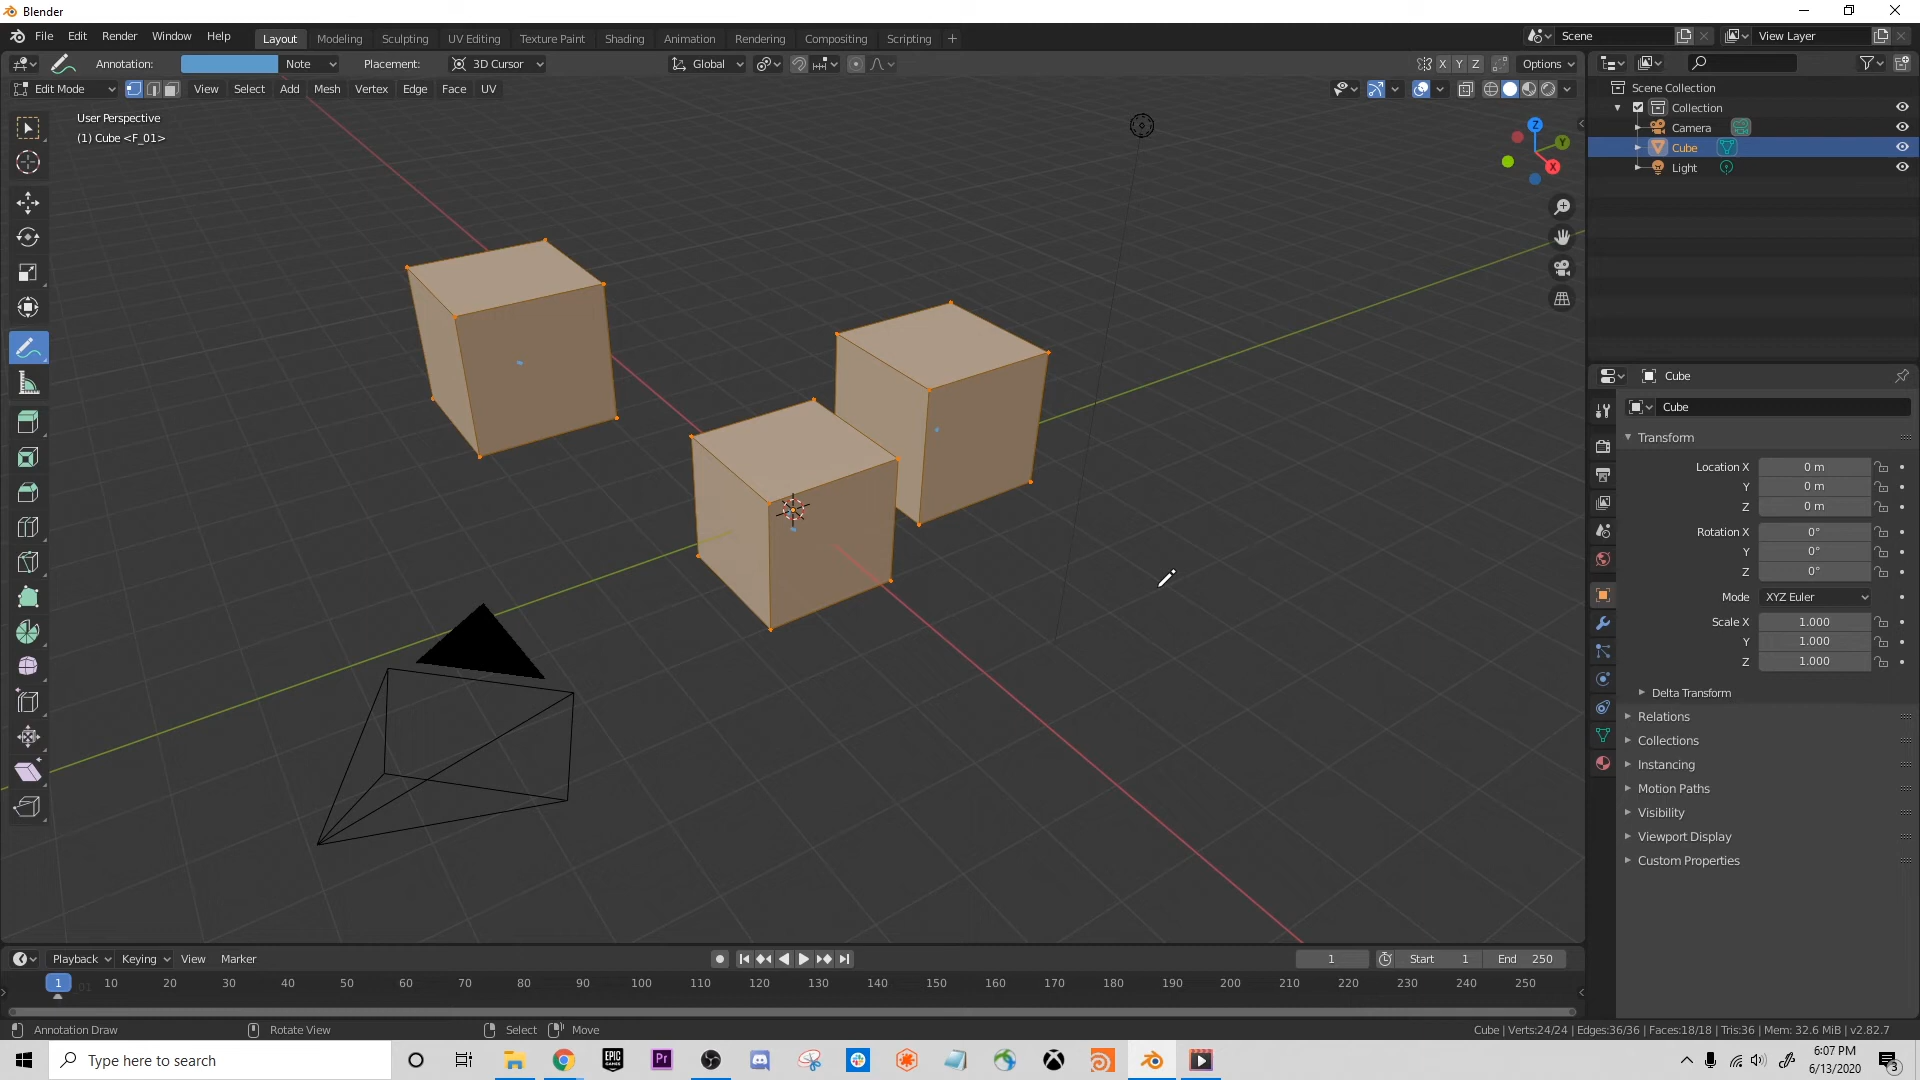 Blender
File Edit Render Window Help
Layout Modeling Sculpting UV Editing Texture Paint Shading Animation Rendering Compositing Scripting +
Scene
View Layer
Annotation: Note Placement: 3D Cursor
Global
X Y Z Options
Edit Mode View Select Add Mesh Vertex Edge Face UV
User Perspective
(1) Cube <F_01>
Z
Y
X
Scene Collection
Collection
Camera
Cube
Light
Cube
Cube
Transform
Location X 0 m
Y 0 m
Z 0 m
Rotation X 0°
Y 0°
Z 0°
Mode XYZ Euler
Scale X 1.000
Y 1.000
Z 1.000
Delta Transform
Relations
Collections
Instancing
Motion Paths
Visibility
Viewport Display
Custom Properties
Playback Keying View Marker
1 Start 1 End 250
1 10 20 30 40 50 60 70 80 90 100 110 120 130 140 150 160 170 180 190 200 210 220 230 240 250
Annotation Draw Rotate View Select Move
Cube | Verts:24/24 | Edges:36/36 | Faces:18/18 | Tris:36 | Mem: 32.6 MiB | v2.82.7
Type here to search
EPIC GAMES
Pr
6:07 PM
6/13/2020
3